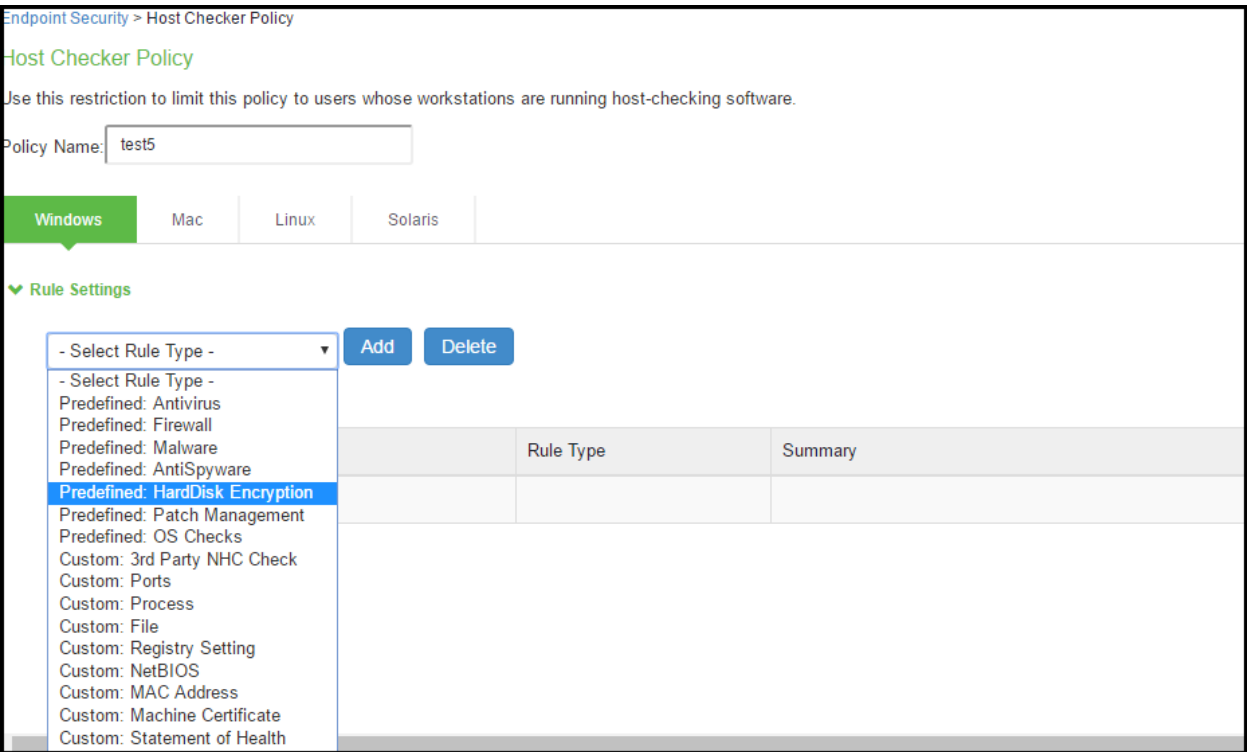 Endpoint Security > Host Checker Policy
Host Checker Policy
Use this restriction to limit this policy to users whose workstations are running host-checking software.
Policy Name: test5
Windows Mac Linux Solaris
Rule Settings
- Select Rule Type - Add Delete
- Select Rule Type -
Predefined: Antivirus
Predefined: Firewall
Predefined: Malware
Predefined: AntiSpyware
Predefined: HardDisk Encryption
Predefined: Patch Management
Predefined: OS Checks
Custom: 3rd Party NHC Check
Custom: Ports
Custom: Process
Custom: File
Custom: Registry Setting
Custom: NetBIOS
Custom: MAC Address
Custom: Machine Certificate
Custom: Statement of Health
Rule Type Summary